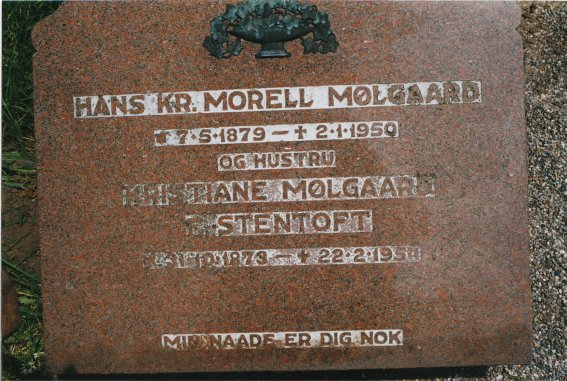 HANS KR. MORELL MØLGAARD
* 7·5·1879 – † 2·1·1950
OG HUSTRU
KRISTIANE MØLGAARD
F. STENTOFT
† 22·2·
MIN NAADE ER DIG NOK